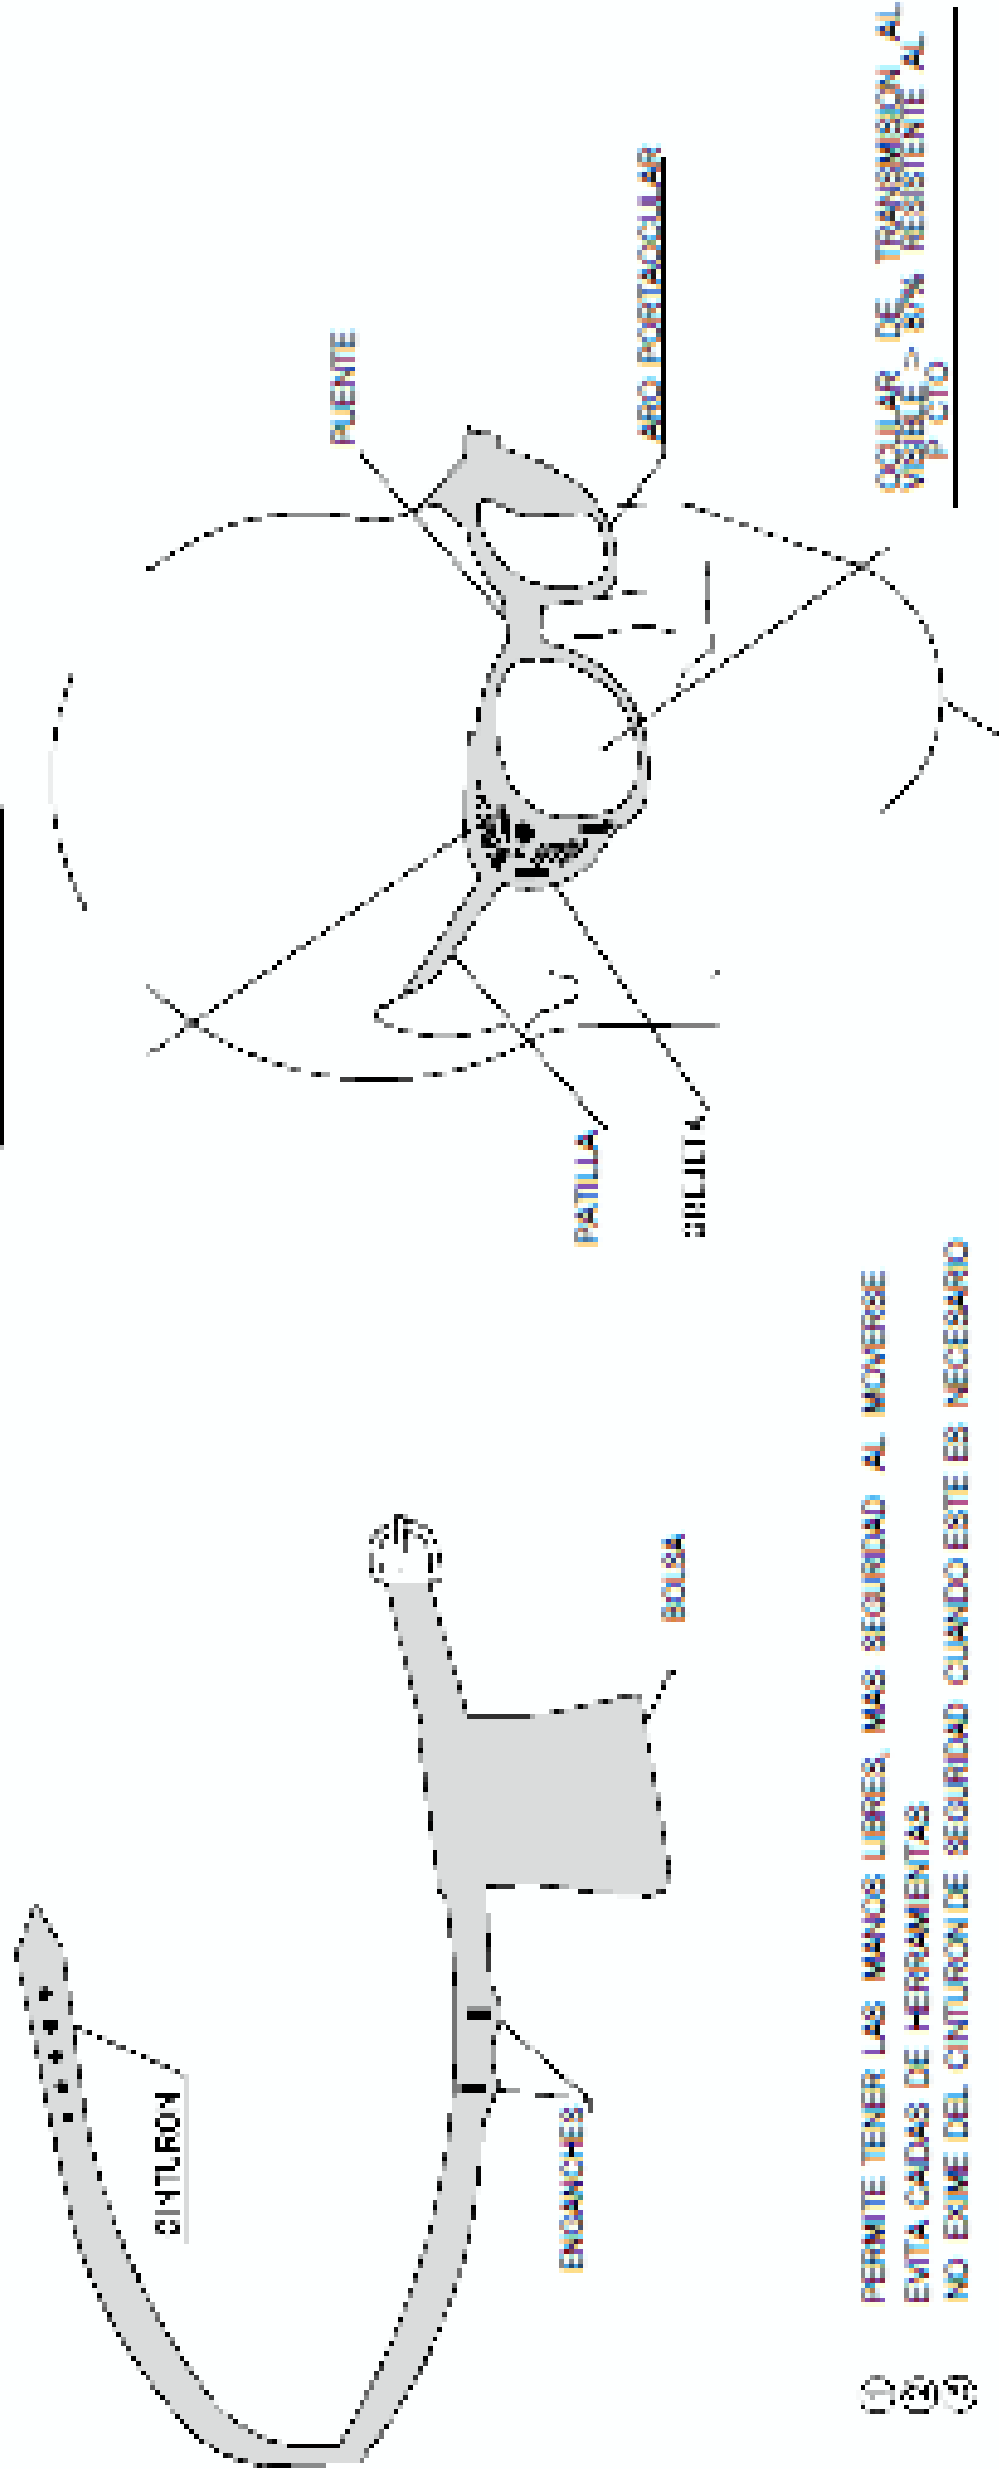 CINTURON
ENGANCHES
BOLSA
PERMITE TENER LAS MANOS LIBRES, MAS SEGURIDAD AL MOVERSE
EVITA CAIDAS DE HERRAMIENTAS
NO EXIME DEL CINTURON DE SEGURIDAD CUANDO ESTE ES NECESARIO
PATILLA
PUENTE
ARO PORTAOCULAR
OCULAR DE TRANSMISION AL
VISIBLE > RESISTENTE AL